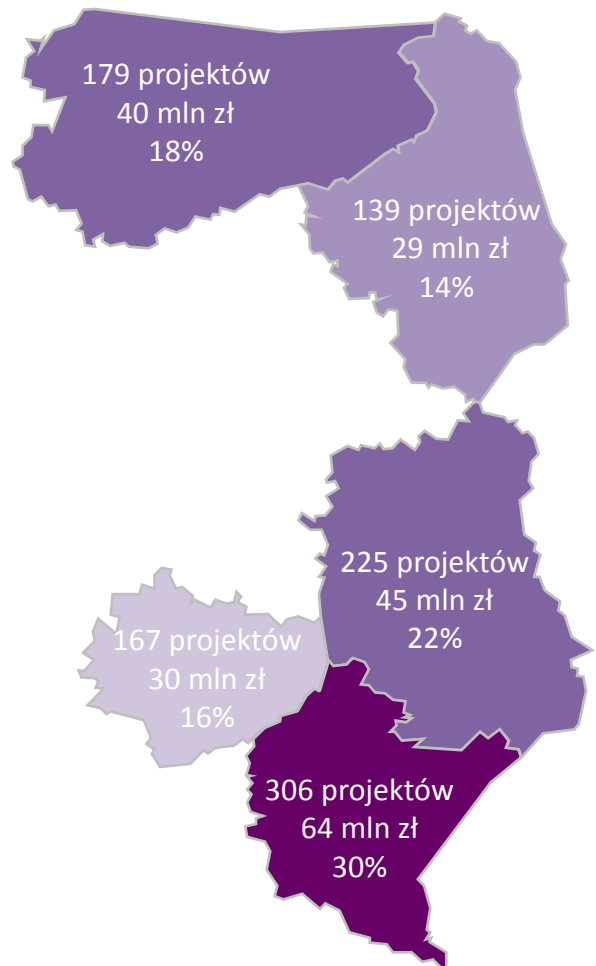 179 projektów
40 mln zł
18%
139 projektów
29 mln zł
14%
225 projektów
45 mln zł
22%
167 projektów
30 mln zł
16%
306 projektów
64 mln zł
30%